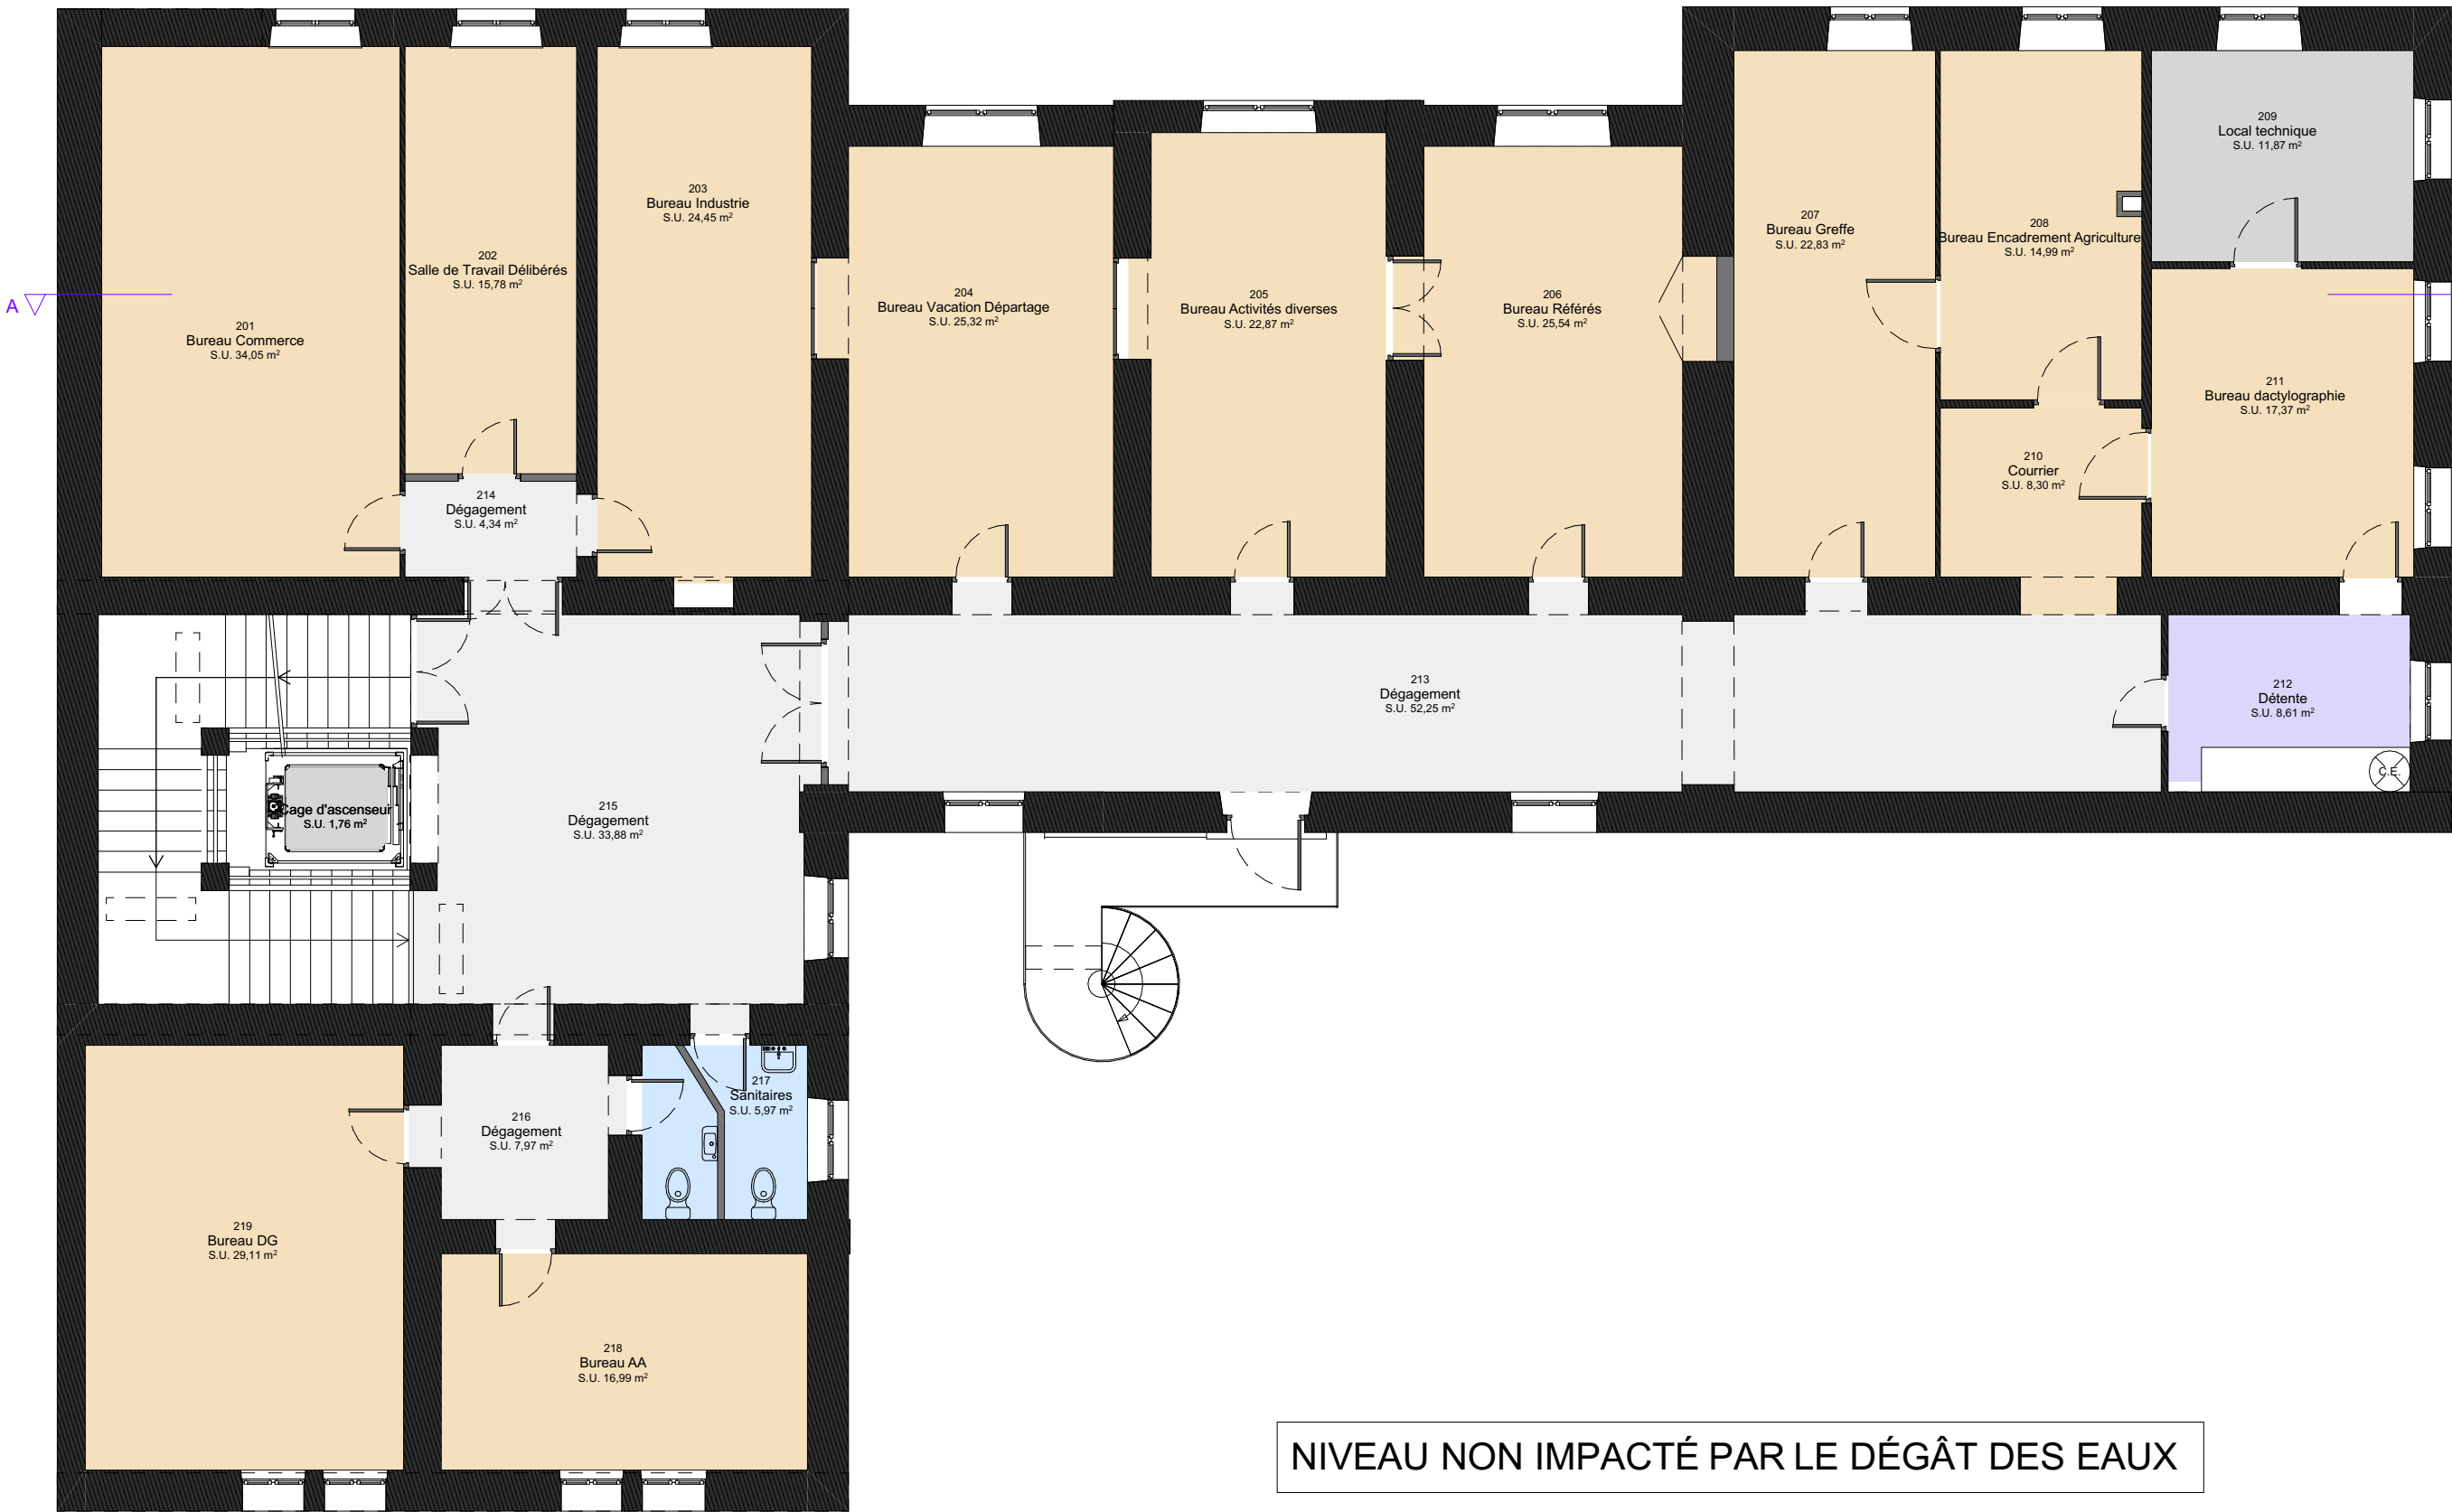 A
201
Bureau Commerce
S.U. 34,05 m²
202
Salle de Travail Délibérés
S.U. 15,78 m²
203
Bureau Industrie
S.U. 24,45 m²
204
Bureau Vacation Départage
S.U. 25,32 m²
205
Bureau Activités diverses
S.U. 22,87 m²
206
Bureau Référés
S.U. 25,54 m²
207
Bureau Greffe
S.U. 22,83 m²
208
Bureau Encadrement Agriculture
S.U. 14,99 m²
209
Local technique
S.U. 11,87 m²
210
Courrier
S.U. 8,30 m²
211
Bureau dactylographie
S.U. 17,37 m²
214
Dégagement
S.U. 4,34 m²
213
Dégagement
S.U. 52,25 m²
212
Détente
S.U. 8,61 m²
C.E.
Cage d'ascenseur
S.U. 1,76 m²
215
Dégagement
S.U. 33,88 m²
216
Dégagement
S.U. 7,97 m²
217
Sanitaires
S.U. 5,97 m²
219
Bureau DG
S.U. 29,11 m²
218
Bureau AA
S.U. 16,99 m²
NIVEAU NON IMPACTÉ PAR LE DÉGÂT DES EAUX